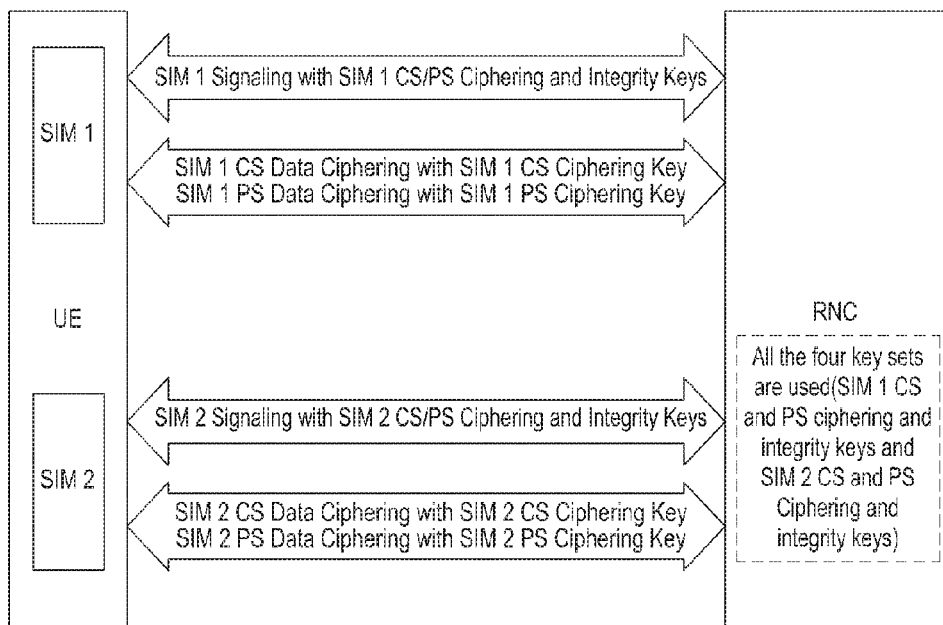 SIM 1
SIM 1 Signaling with SIM 1 CS/PS Ciphering and Integrity Keys
SIM 1 CS Data Ciphering with SIM 1 CS Ciphering Key
SIM 1 PS Data Ciphering with SIM 1 PS Ciphering Key
UE
RNC
All the four key sets
are used(SIM 1 CS
and PS ciphering and
integrity keys and
SIM 2 CS and PS
Ciphering and
integrity keys)
SIM 2
SIM 2 Signaling with SIM 2 CS/PS Ciphering and Integrity Keys
SIM 2 CS Data Ciphering with SIM 2 CS Ciphering Key
SIM 2 PS Data Ciphering with SIM 2 PS Ciphering Key